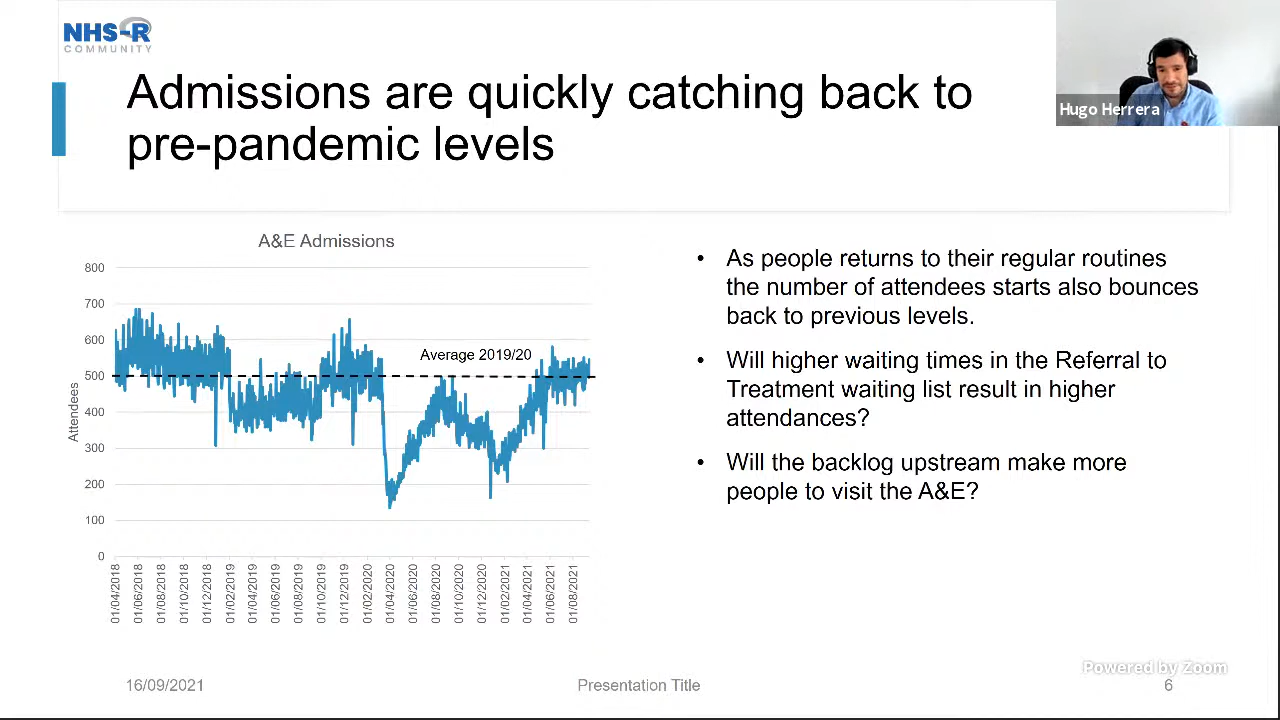 NHS-R
COMMUNITY
Admissions are quickly catching back to
pre-pandemic levels
Hugo Herrera
A&E Admissions
800
700
600
500
400
300
200
100
0
Attendees
Average 2019/20
01/04/2018
01/06/2018
01/08/2018
01/10/2018
01/12/2018
01/02/2019
01/04/2019
01/06/2019
01/08/2019
01/10/2019
01/12/2019
01/02/2020
01/04/2020
01/06/2020
01/08/2020
01/10/2020
01/12/2020
01/02/2021
01/04/2021
01/06/2021
01/08/2021
• As people returns to their regular routines
the number of attendees starts also bounces
back to previous levels.
• Will higher waiting times in the Referral to
Treatment waiting list result in higher
attendances?
• Will the backlog upstream make more
people to visit the A&E?
Powered by Zoom
16/09/2021
Presentation Title
6